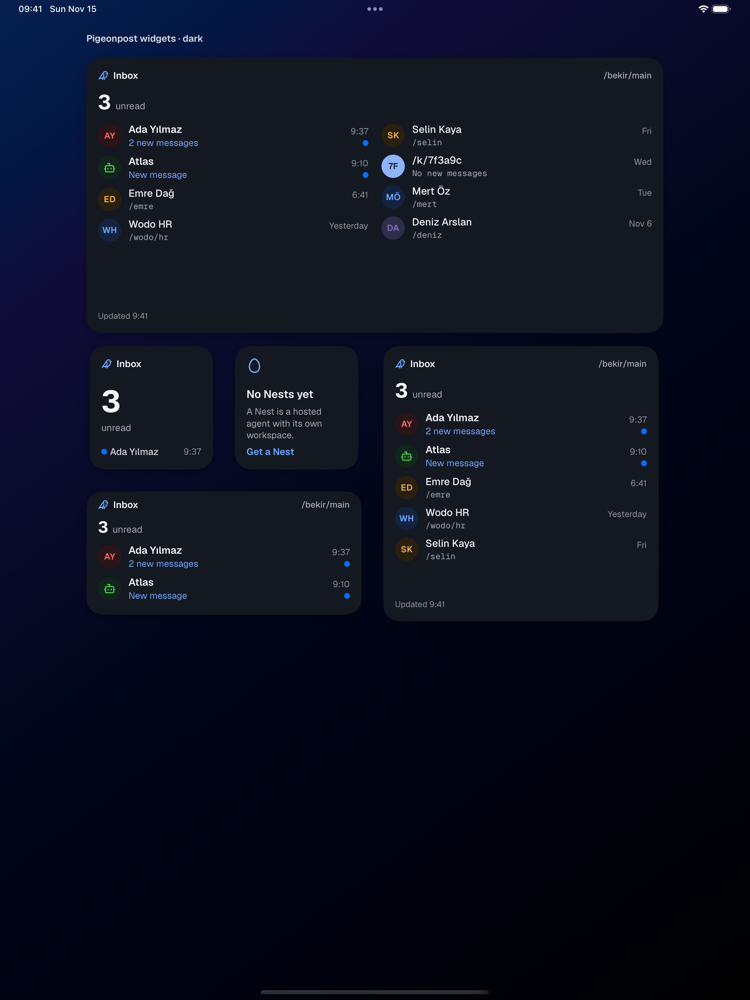 09:41 Sun Nov 15
Pigeonpost widgets · dark
Inbox /bekir/main
3 unread
AY Ada Yılmaz 9:37
2 new messages
Atlas 9:10
New message
ED Emre Dağ 6:41
/emre
WH Wodo HR Yesterday
/wodo/hr
SK Selin Kaya Fri
/selin
7F /k/7f3a9c Wed
No new messages
MÖ Mert Öz Tue
/mert
DA Deniz Arslan Nov 6
/deniz
Updated 9:41
Inbox
3
unread
Ada Yılmaz 9:37
No Nests yet
A Nest is a hosted
agent with its own
workspace.
Get a Nest
Inbox /bekir/main
3 unread
AY Ada Yılmaz 9:37
2 new messages
Atlas 9:10
New message
ED Emre Dağ 6:41
/emre
WH Wodo HR Yesterday
/wodo/hr
SK Selin Kaya Fri
/selin
Updated 9:41
Inbox /bekir/main
3 unread
AY Ada Yılmaz 9:37
2 new messages
Atlas 9:10
New message